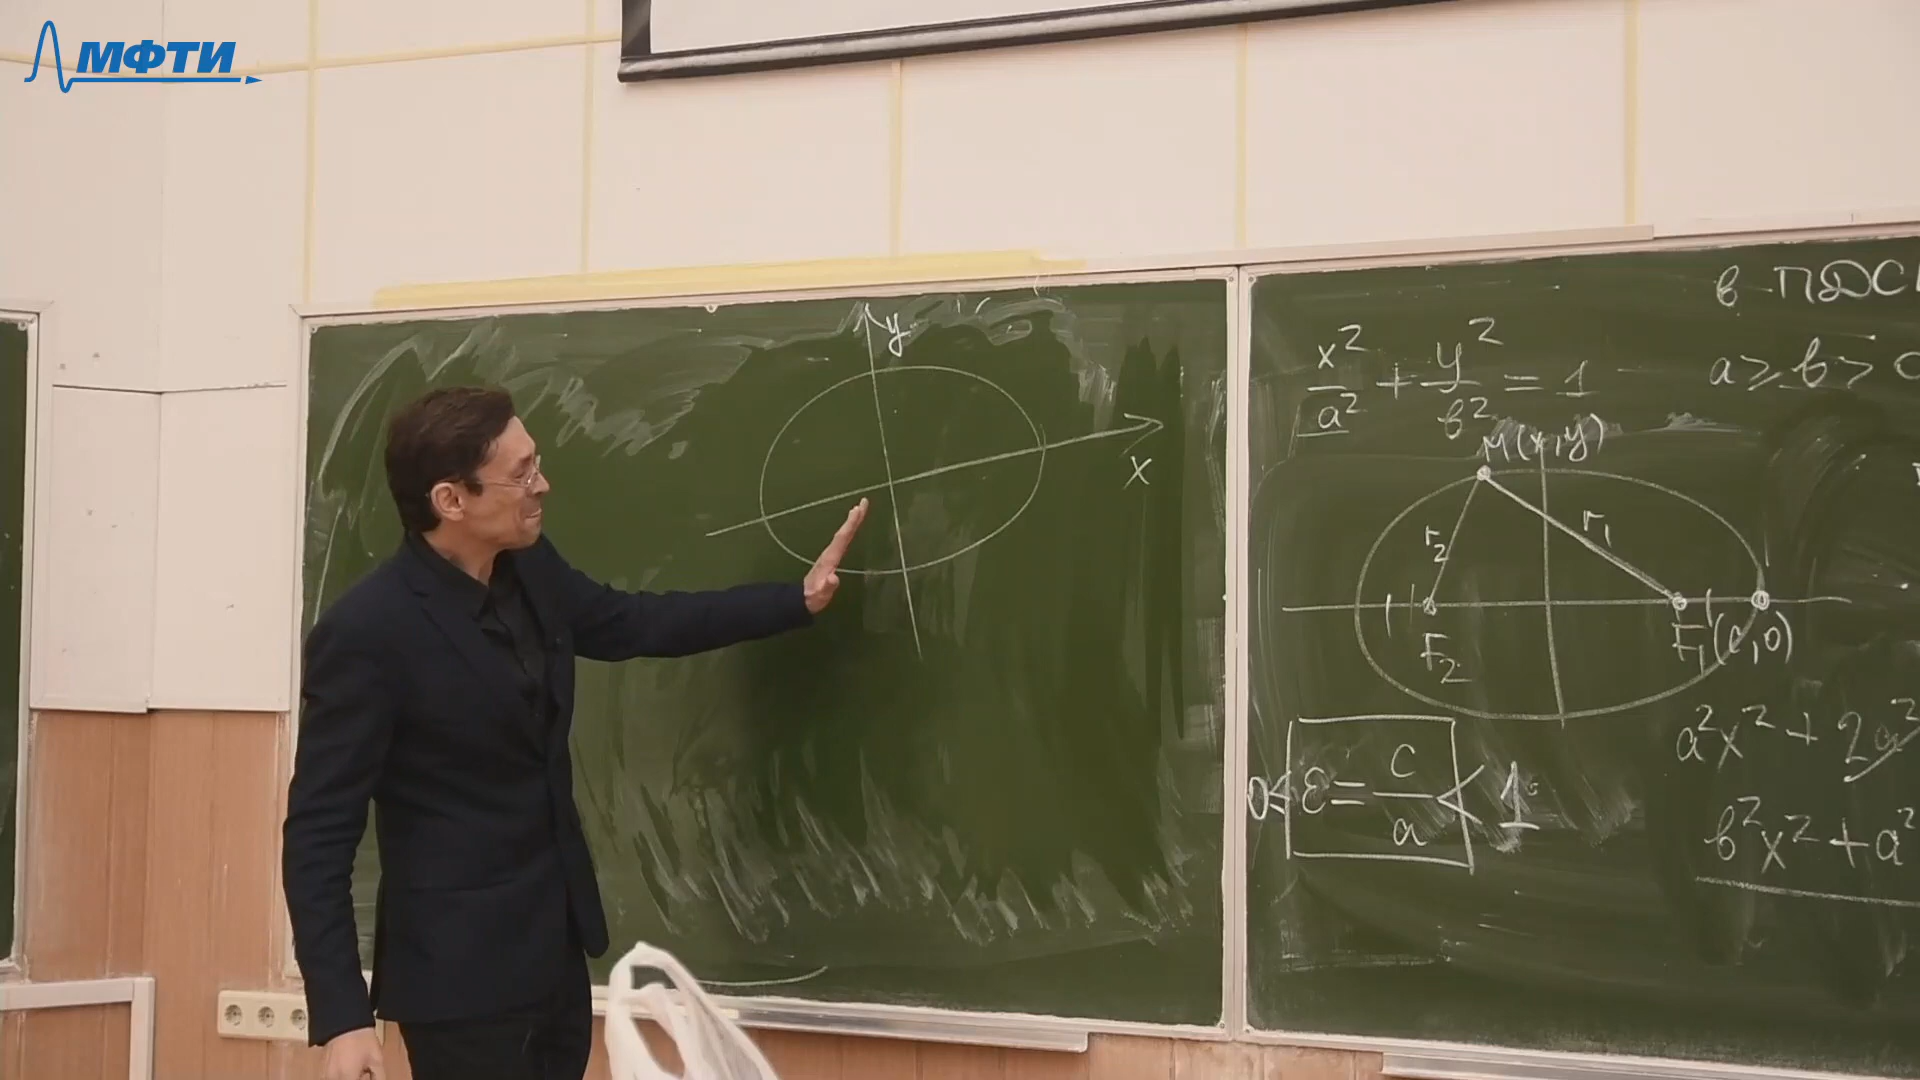 МФТИ
y
x
в ПДСК
x²/a² + y²/b² = 1
a ≥ b > 0
M(x,y)
r₂
r₁
F₂
F₁(c,0)
a²x² + 2a²
0 ≤ ε = c/a < 1
b²x² + a²